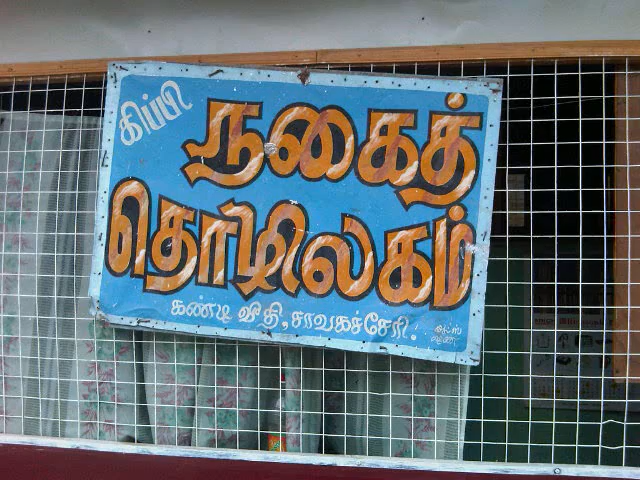 கிப்பி
நகைத்
தொழிலகம்
கண்டி வீதி, சாவகச்சேரி.